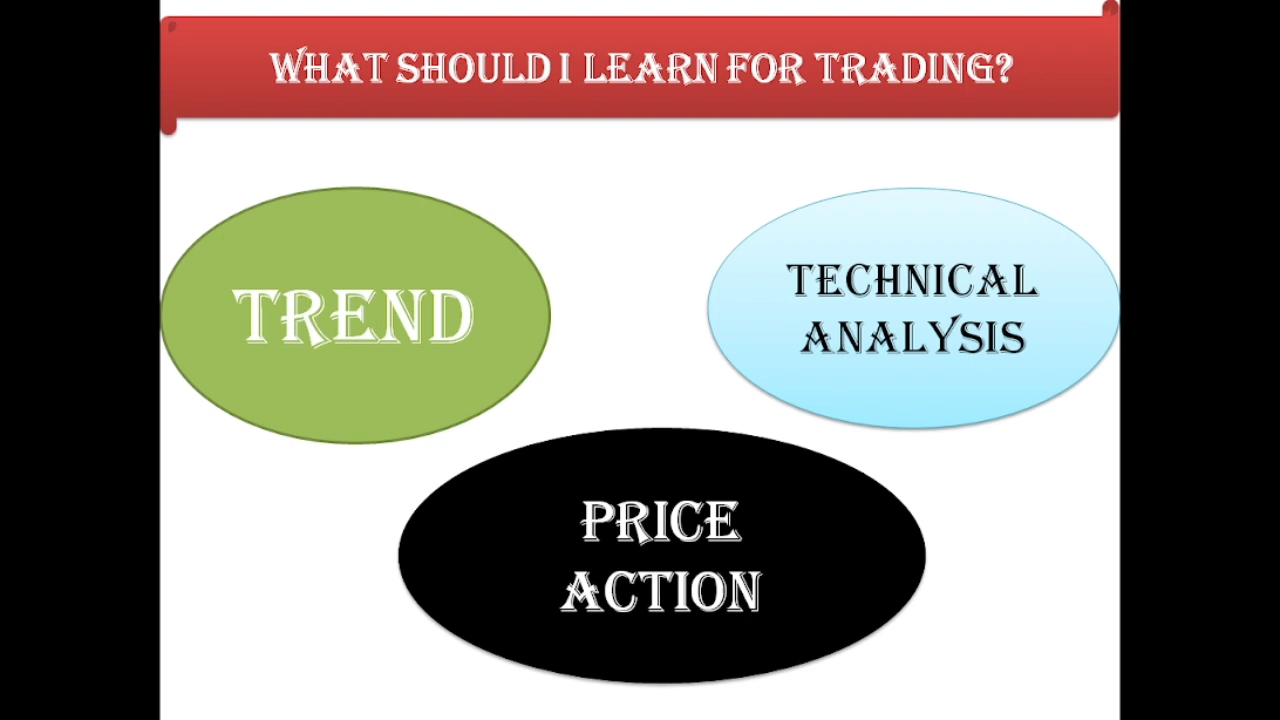 WHAT SHOULD I LEARN FOR TRADING?
TREND
TECHNICAL
ANALYSIS
PRICE
ACTION